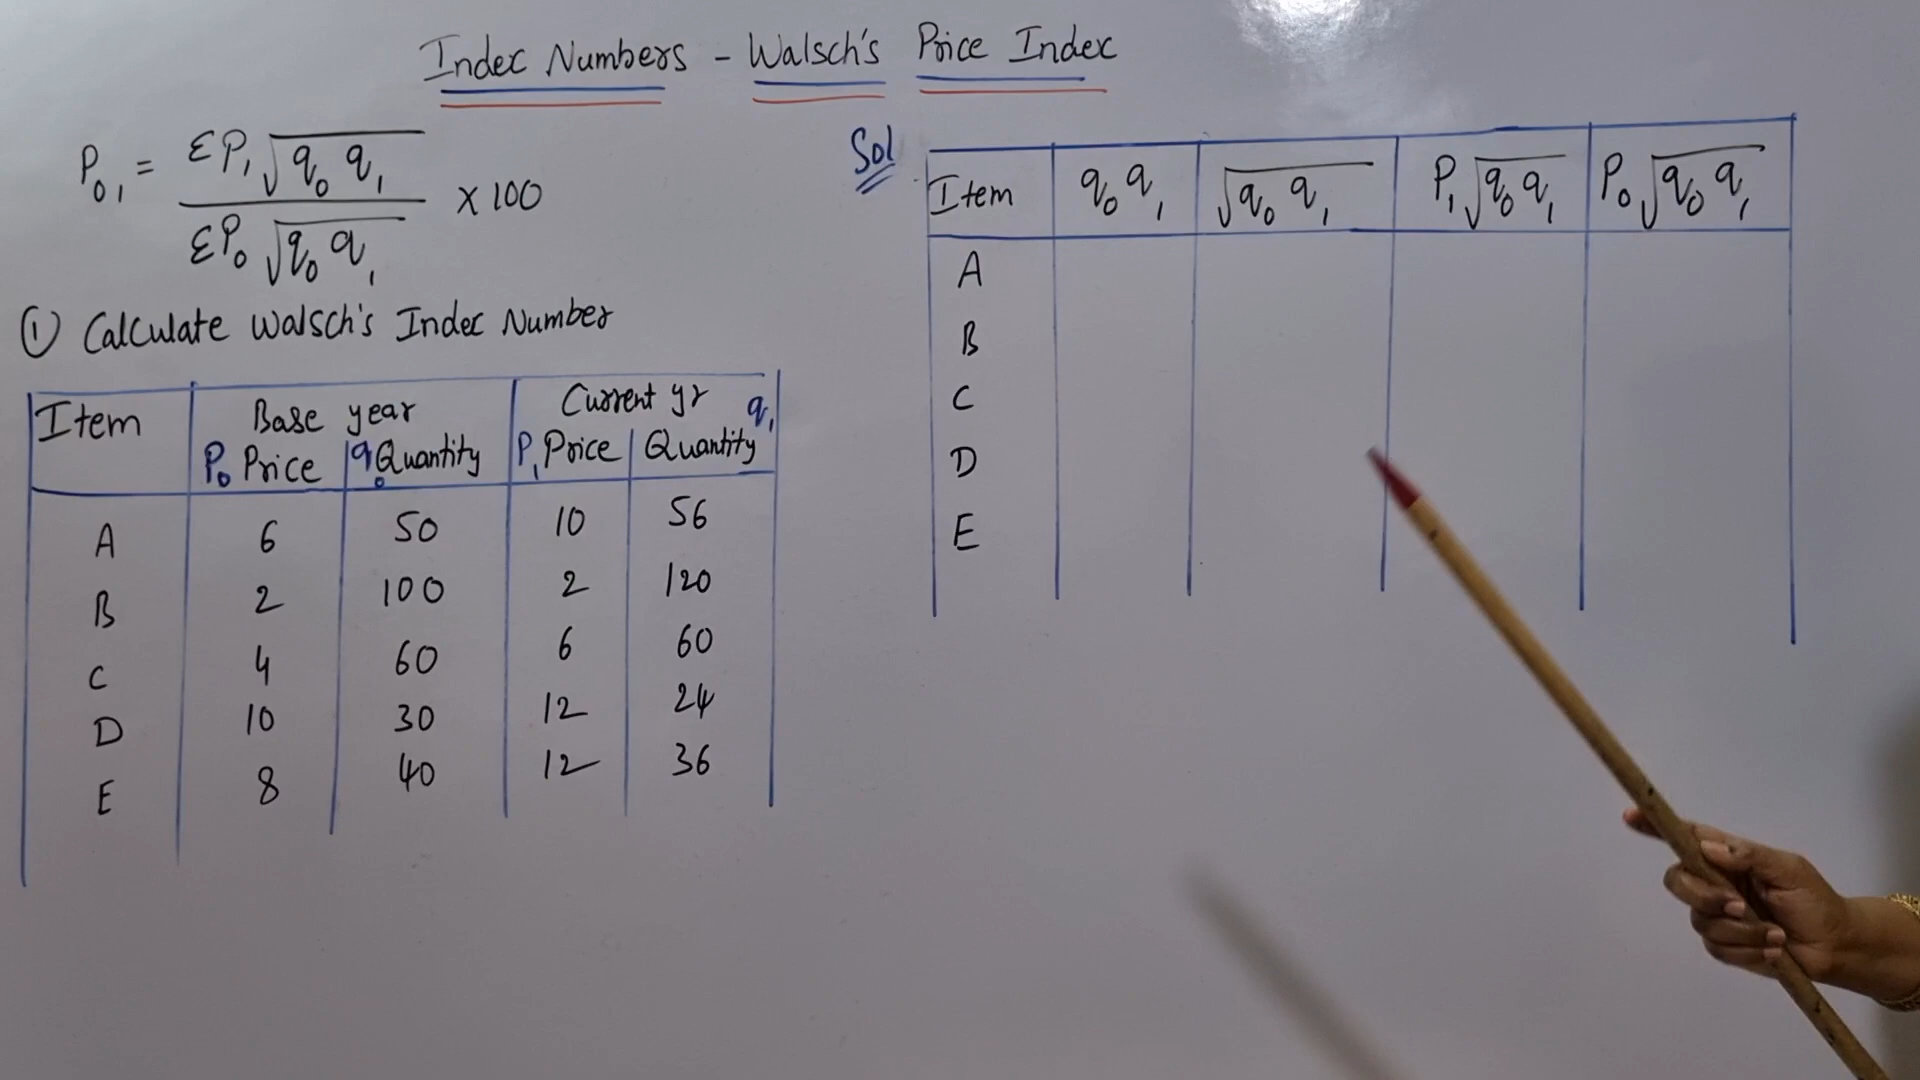 Index Numbers - Walsch's Price Index
P₀₁ = ΣP₁√q₀q₁ / ΣP₀√q₀q₁ × 100
① Calculate Walsch's Index Number
Item Base year Current yr
P₀ Price q₀ Quantity P₁ Price Quantity q₁
A 6 50 10 56
B 2 100 2 120
C 4 60 6 60
D 10 30 12 24
E 8 40 12 36
Sol
Item q₀q₁ √q₀q₁ P₁√q₀q₁ P₀√q₀q₁
A
B
C
D
E